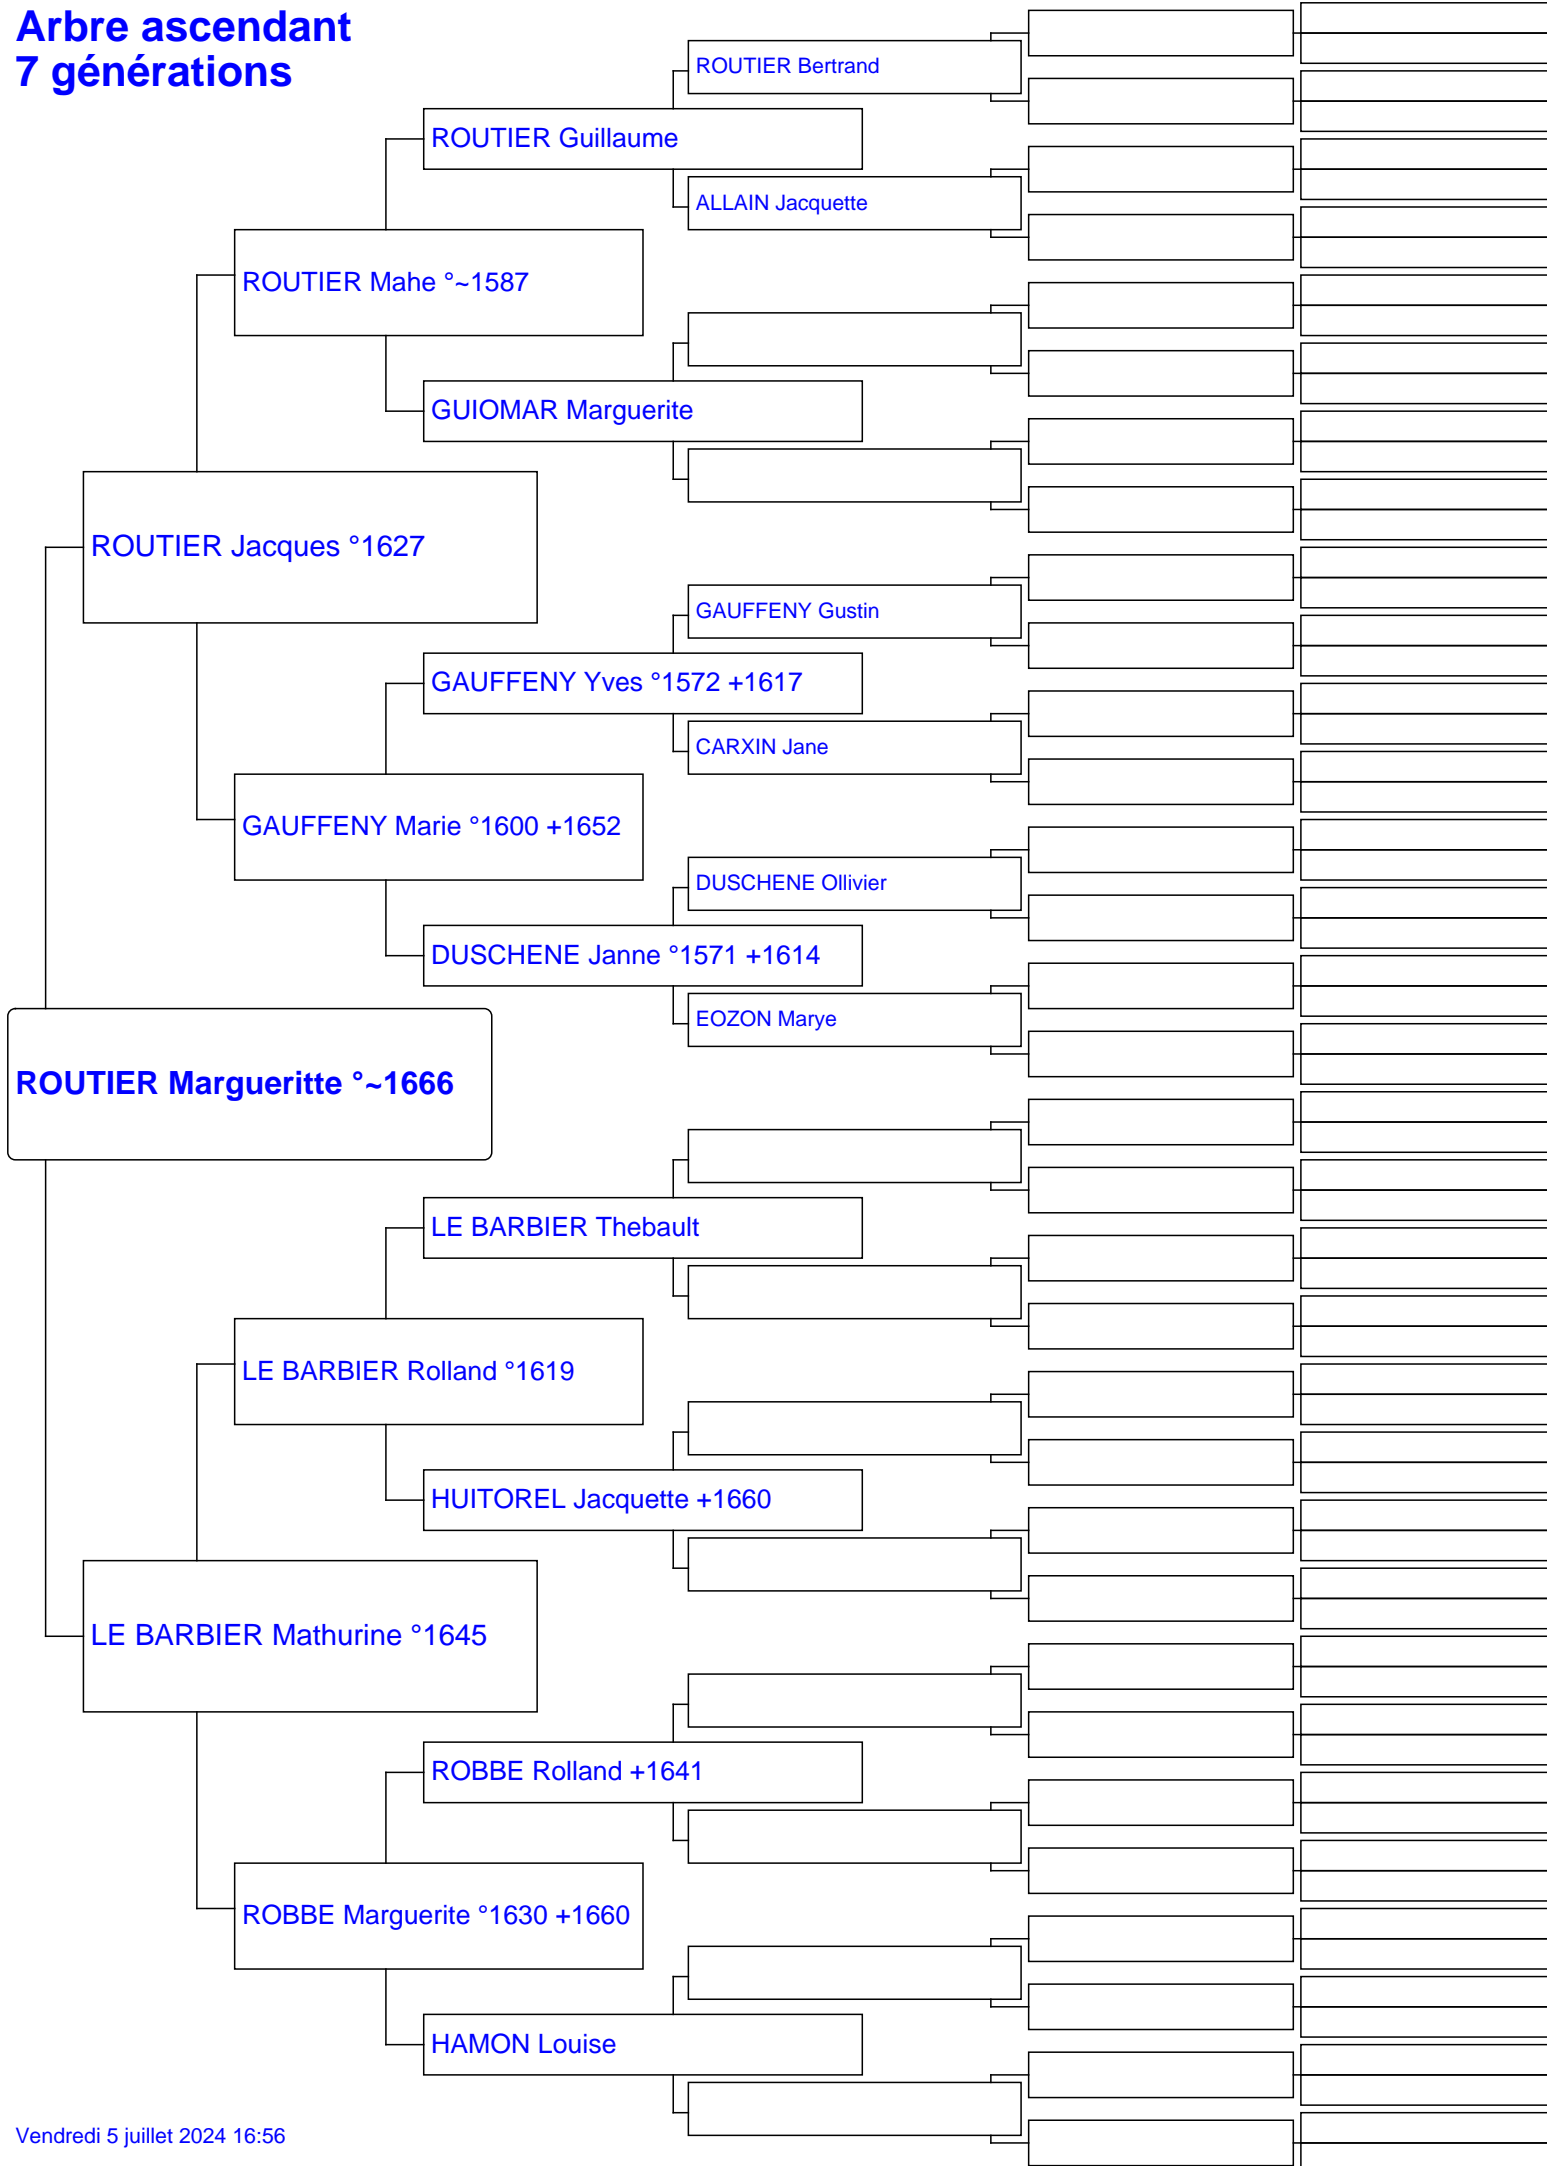 Arbre ascendant
7 générations
ROUTIER Bertrand
ROUTIER Guillaume
ALLAIN Jacquette
ROUTIER Mahe °~1587
GUIOMAR Marguerite
ROUTIER Jacques °1627
GAUFFENY Gustin
GAUFFENY Yves °1572 +1617
CARXIN Jane
GAUFFENY Marie °1600 +1652
DUSCHENE Ollivier
DUSCHENE Janne °1571 +1614
EOZON Marye
ROUTIER Margueritte °~1666
LE BARBIER Thebault
LE BARBIER Rolland °1619
HUITOREL Jacquette +1660
LE BARBIER Mathurine °1645
ROBBE Rolland +1641
ROBBE Marguerite °1630 +1660
HAMON Louise
Vendredi 5 juillet 2024 16:56